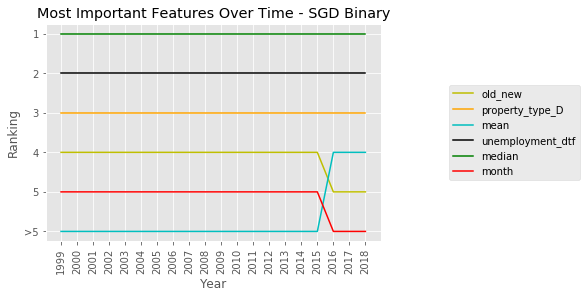 Most Important Features Over Time - SGD Binary
1
2
3
4
5
>5
Ranking
1999
2000
2001
2002
2003
2004
2005
2006
2007
2008
2009
2010
2011
2012
2013
2014
2015
2016
2017
2018
Year
old_new
property_type_D
mean
unemployment_dtf
median
month